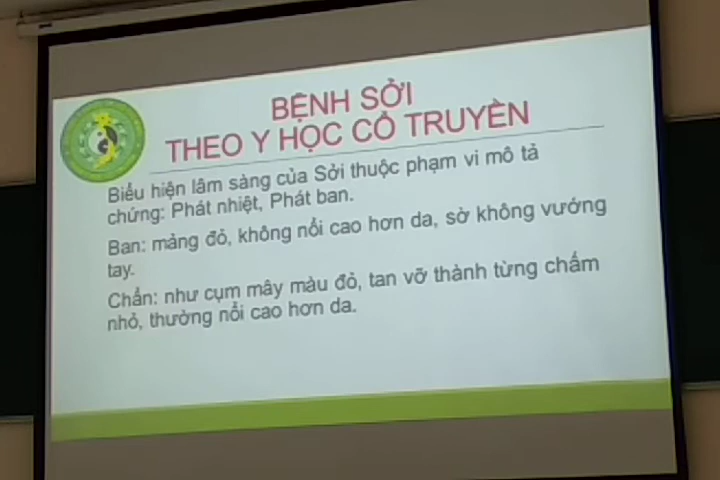 BỆNH SỞI
THEO Y HỌC CỔ TRUYỀN
Biểu hiện lâm sàng của Sởi thuộc phạm vi mô tả
chứng: Phát nhiệt, Phát ban.
Ban: mảng đỏ, không nổi cao hơn da, sờ không vướng
tay.
Chẩn: như cụm mây màu đỏ, tan vỡ thành từng chấm
nhỏ, thường nổi cao hơn da.